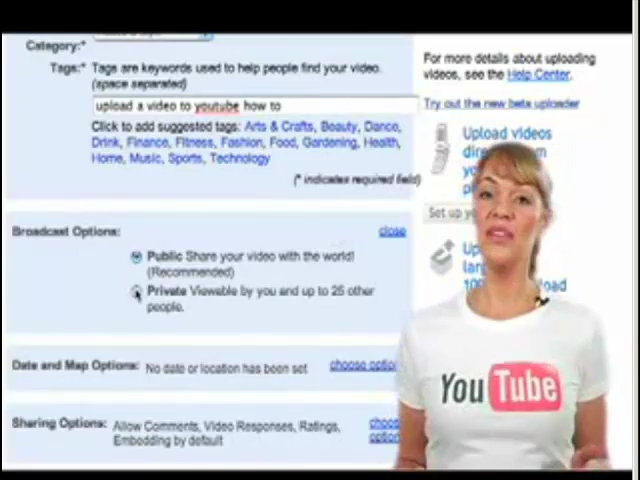 Category:*
Tags:* Tags are keywords used to help people find your video.
(space separated)
upload a video to youtube how to
Click to add suggested tags: Arts & Crafts, Beauty, Dance,
Drink, Finance, Fitness, Fashion, Food, Gardening, Health,
Home, Music, Sports, Technology
(* indicates required field)
Broadcast Options: close
Public Share your video with the world!
(Recommended)
Private Viewable by you and up to 25 other
people.
Date and Map Options: No date or location has been set choose option
Sharing Options: Allow Comments, Video Responses, Ratings,
Embedding by default
For more details about uploading
videos, see the Help Center.
Try out the new beta uploader
Upload videos
Set up
YouTube